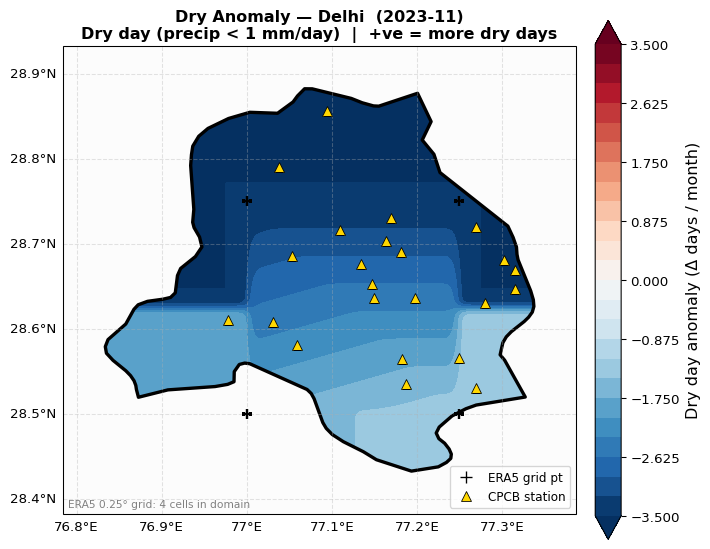 Dry Anomaly — Delhi  (2023-11)
Dry day (precip < 1 mm/day)  |  +ve = more dry days
28.9°N
28.8°N
28.7°N
28.6°N
28.5°N
28.4°N
76.8°E
76.9°E
77°E
77.1°E
77.2°E
77.3°E
ERA5 0.25° grid: 4 cells in domain
ERA5 grid pt
CPCB station
3.500
2.625
1.750
0.875
0.000
−0.875
−1.750
−2.625
−3.500
Dry day anomaly (Δ days / month)